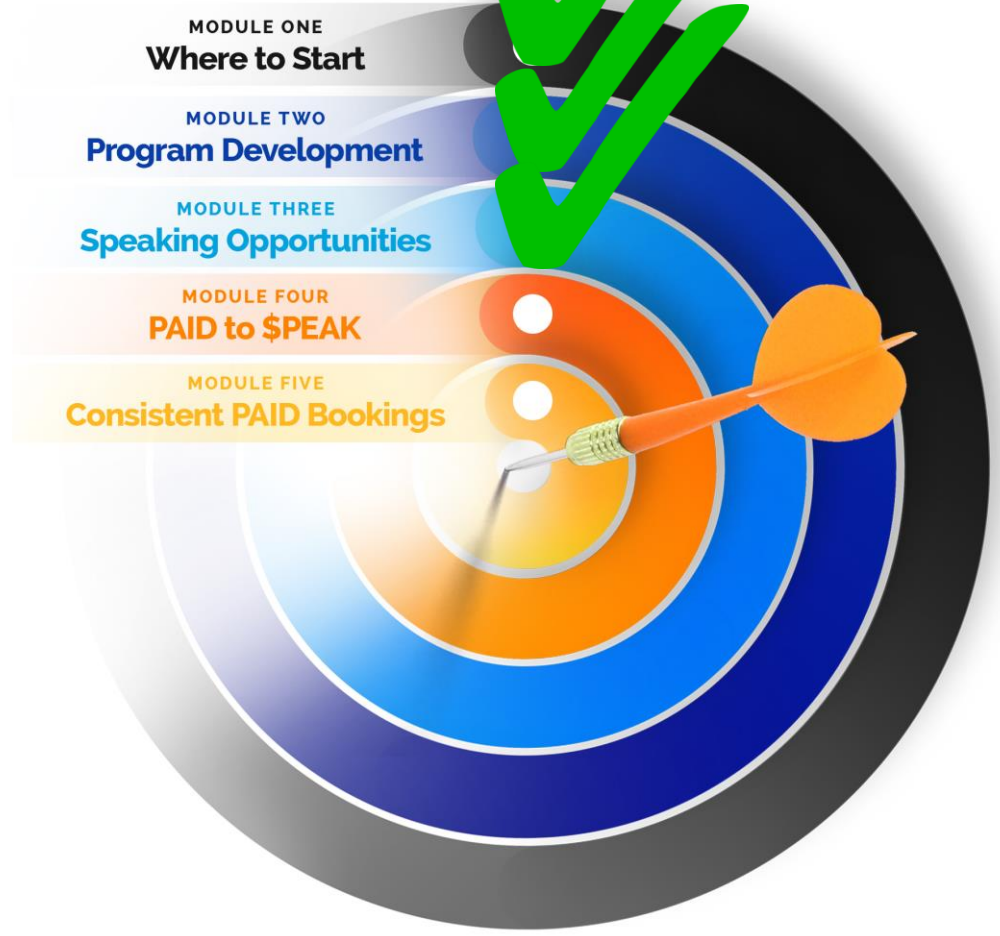 MODULE ONE
Where to Start
MODULE TWO
Program Development
MODULE THREE
Speaking Opportunities
MODULE FOUR
PAID to $PEAK
MODULE FIVE
Consistent PAID Bookings